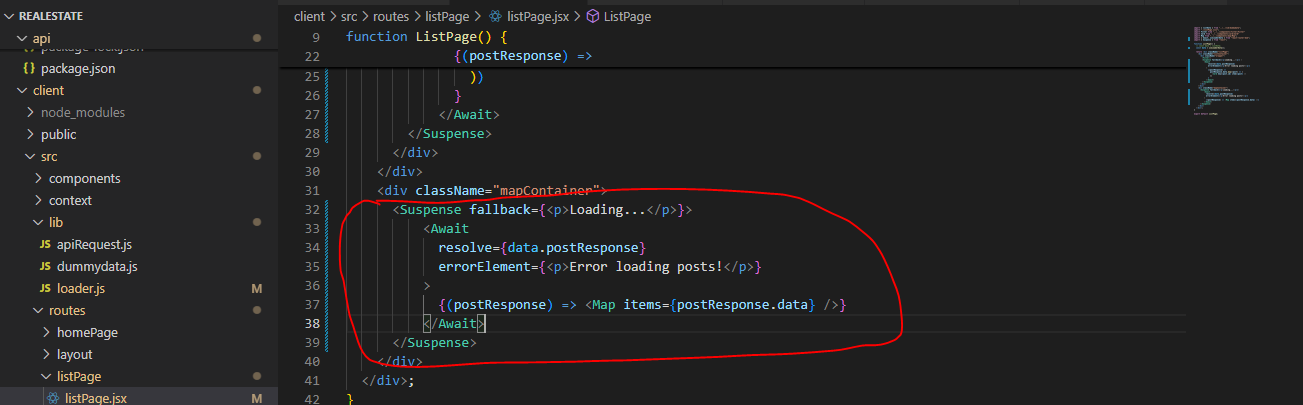 REALESTATE
api
package.json
client
node_modules
public
src
components
context
lib
JS apiRequest.js
JS dummydata.js
JS loader.js M
routes
homePage
layout
listPage
listPage.jsx M
client > src > routes > listPage > listPage.jsx > ListPage
9 function ListPage() {
22 {(postResponse) =>
25 ))
26 }
27 </Await>
28 </Suspense>
29 </div>
30 </div>
31 <div className="mapContainer">
32 <Suspense fallback={<p>Loading...</p>}>
33 <Await
34 resolve={data.postResponse}
35 errorElement={<p>Error loading posts!</p>}
36 >
37 {(postResponse) => <Map items={postResponse.data} />}
38 </Await>
39 </Suspense>
40 </div>
41 </div>;
42 }